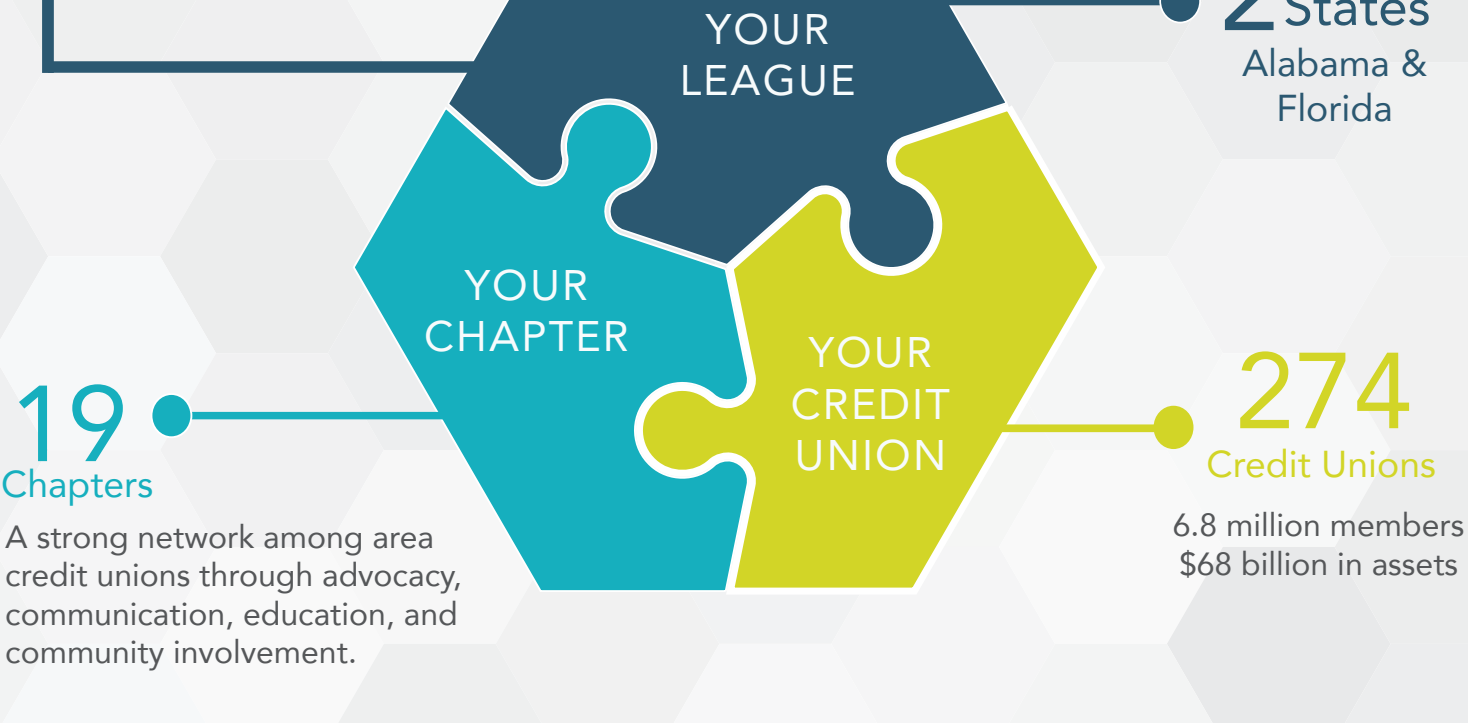 YOUR
LEAGUE
2 States
Alabama &
Florida
YOUR
CHAPTER
19
Chapters
A strong network among area
credit unions through advocacy,
communication, education, and
community involvement.
YOUR
CREDIT
UNION
274
Credit Unions
6.8 million members
$68 billion in assets